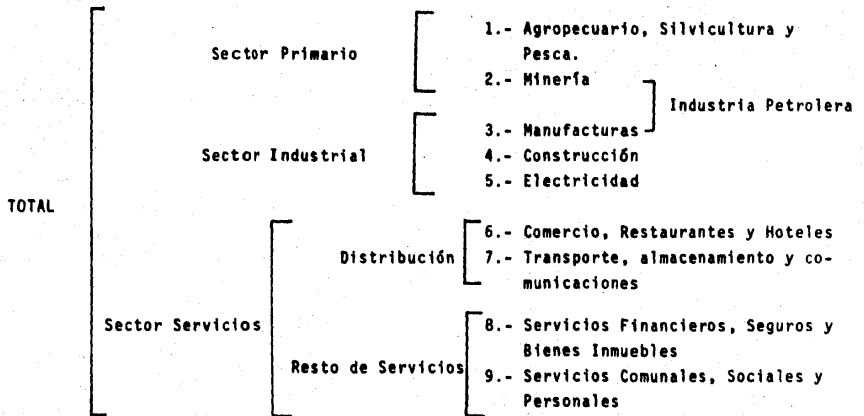 1.- Agropecuario, Silvicultura y
Sector Primario
Pesca.
2.- Minería
Industria Petrolera
3.- Manufacturas
Sector Industrial
4.- Construcción
5.- Electricidad
TOTAL
6.- Comercio, Restaurantes y Hoteles
Distribución
7.- Transporte, almacenamiento y co-
municaciones
Sector Servicios
8.- Servicios Financieros, Seguros y
Bienes Inmuebles
Resto de Servicios
9.- Servicios Comunales, Sociales y
Personales